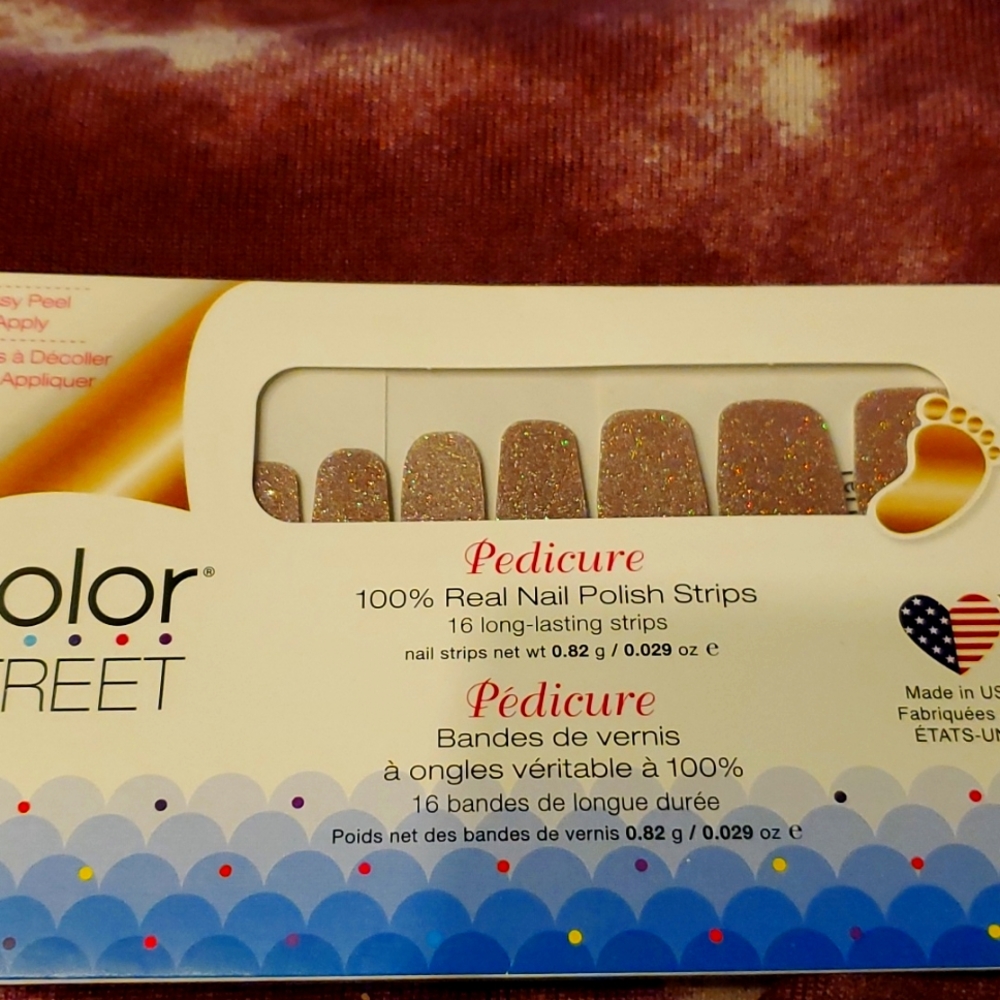 sy Peel
Apply
s à Décoller
Appliquer
olor®
REET
Pedicure
100% Real Nail Polish Strips
16 long-lasting strips
nail strips net wt 0.82 g / 0.029 oz e
Pédicure
Bandes de vernis
à ongles véritable à 100%
16 bandes de longue durée
Poids net des bandes de vernis 0.82 g / 0.029 oz e
Made in US
Fabriquées
ÉTATS-UN